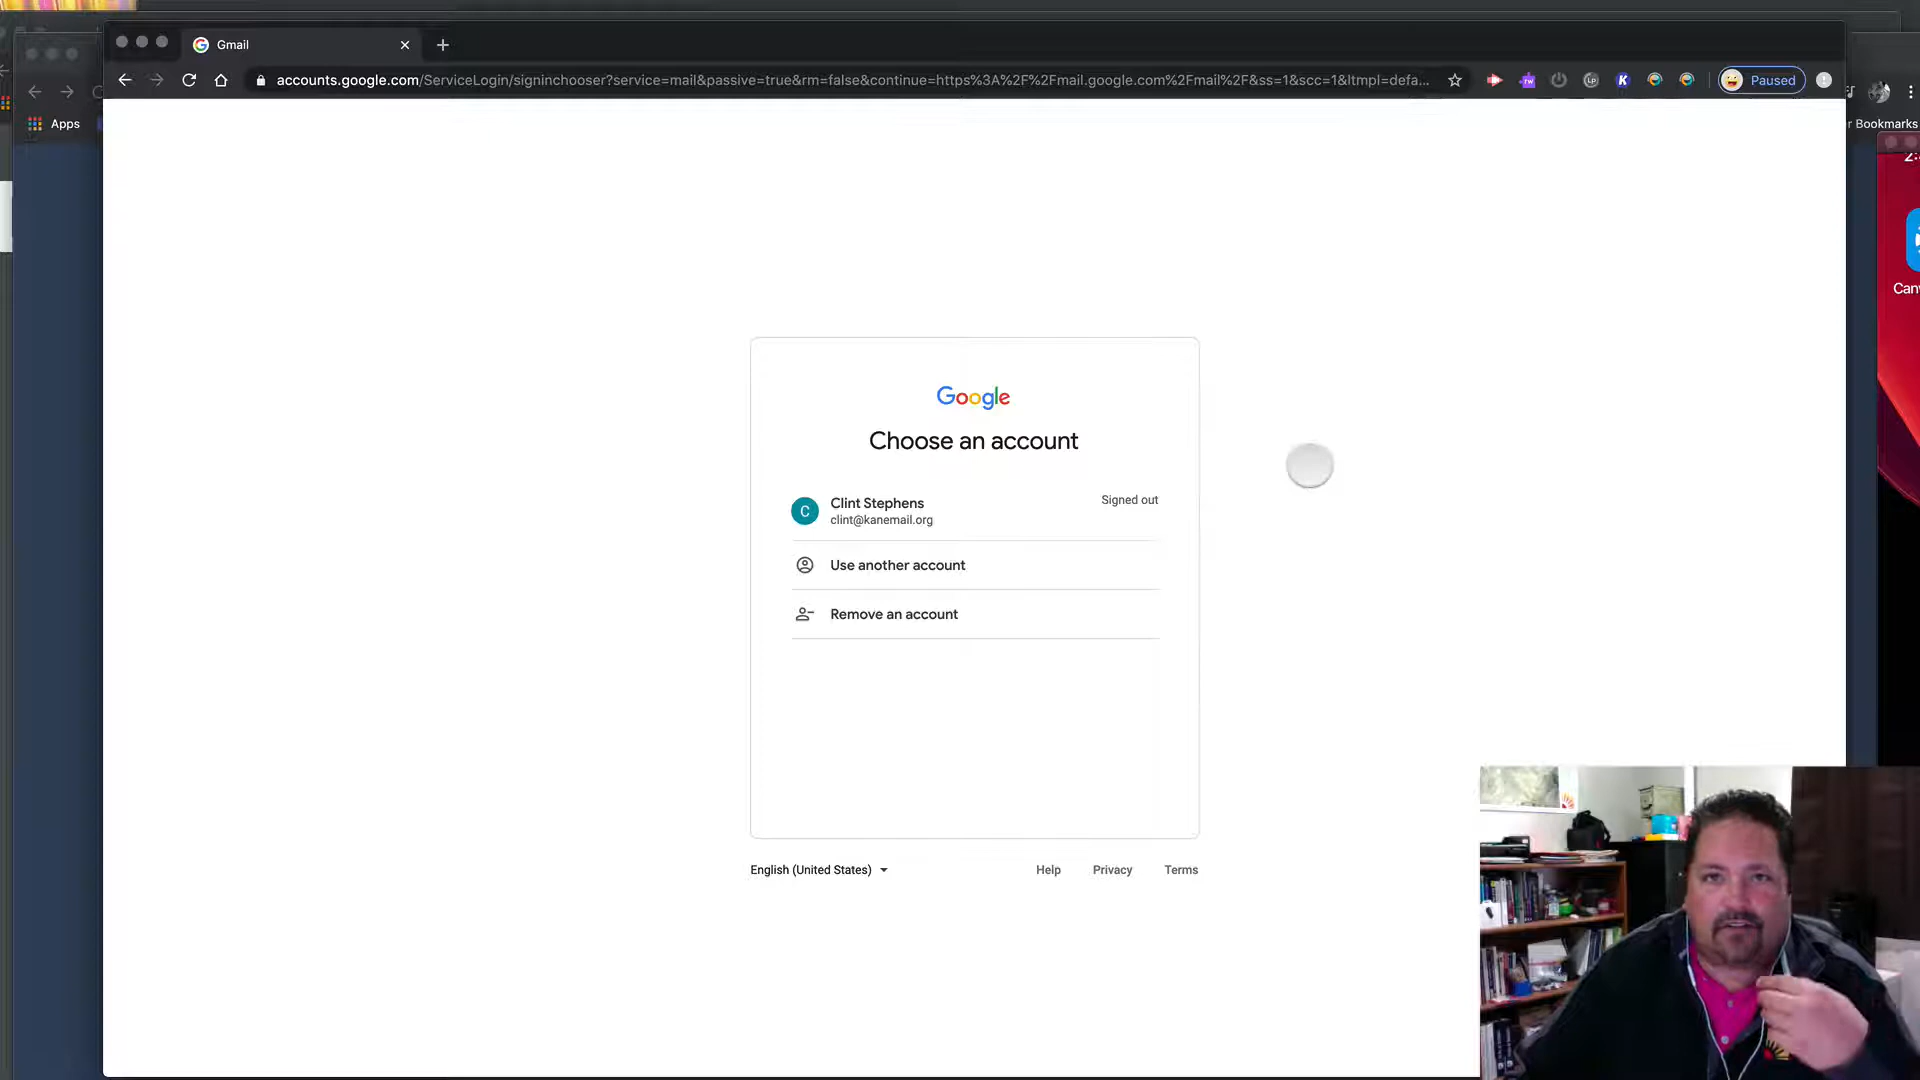 Gmail
accounts.google.com/ServiceLogin/signinchooser?service=mail&passive=true&rm=false&continue=https%3A%2F%2Fmail.google.com%2Fmail%2F&ss=1&scc=1&ltmpl=defa...
Paused
Apps
r Bookmarks
2:
Can
Google
Choose an account
C
Clint Stephens
Signed out
clint@kanemail.org
Use another account
Remove an account
English (United States)
Help
Privacy
Terms